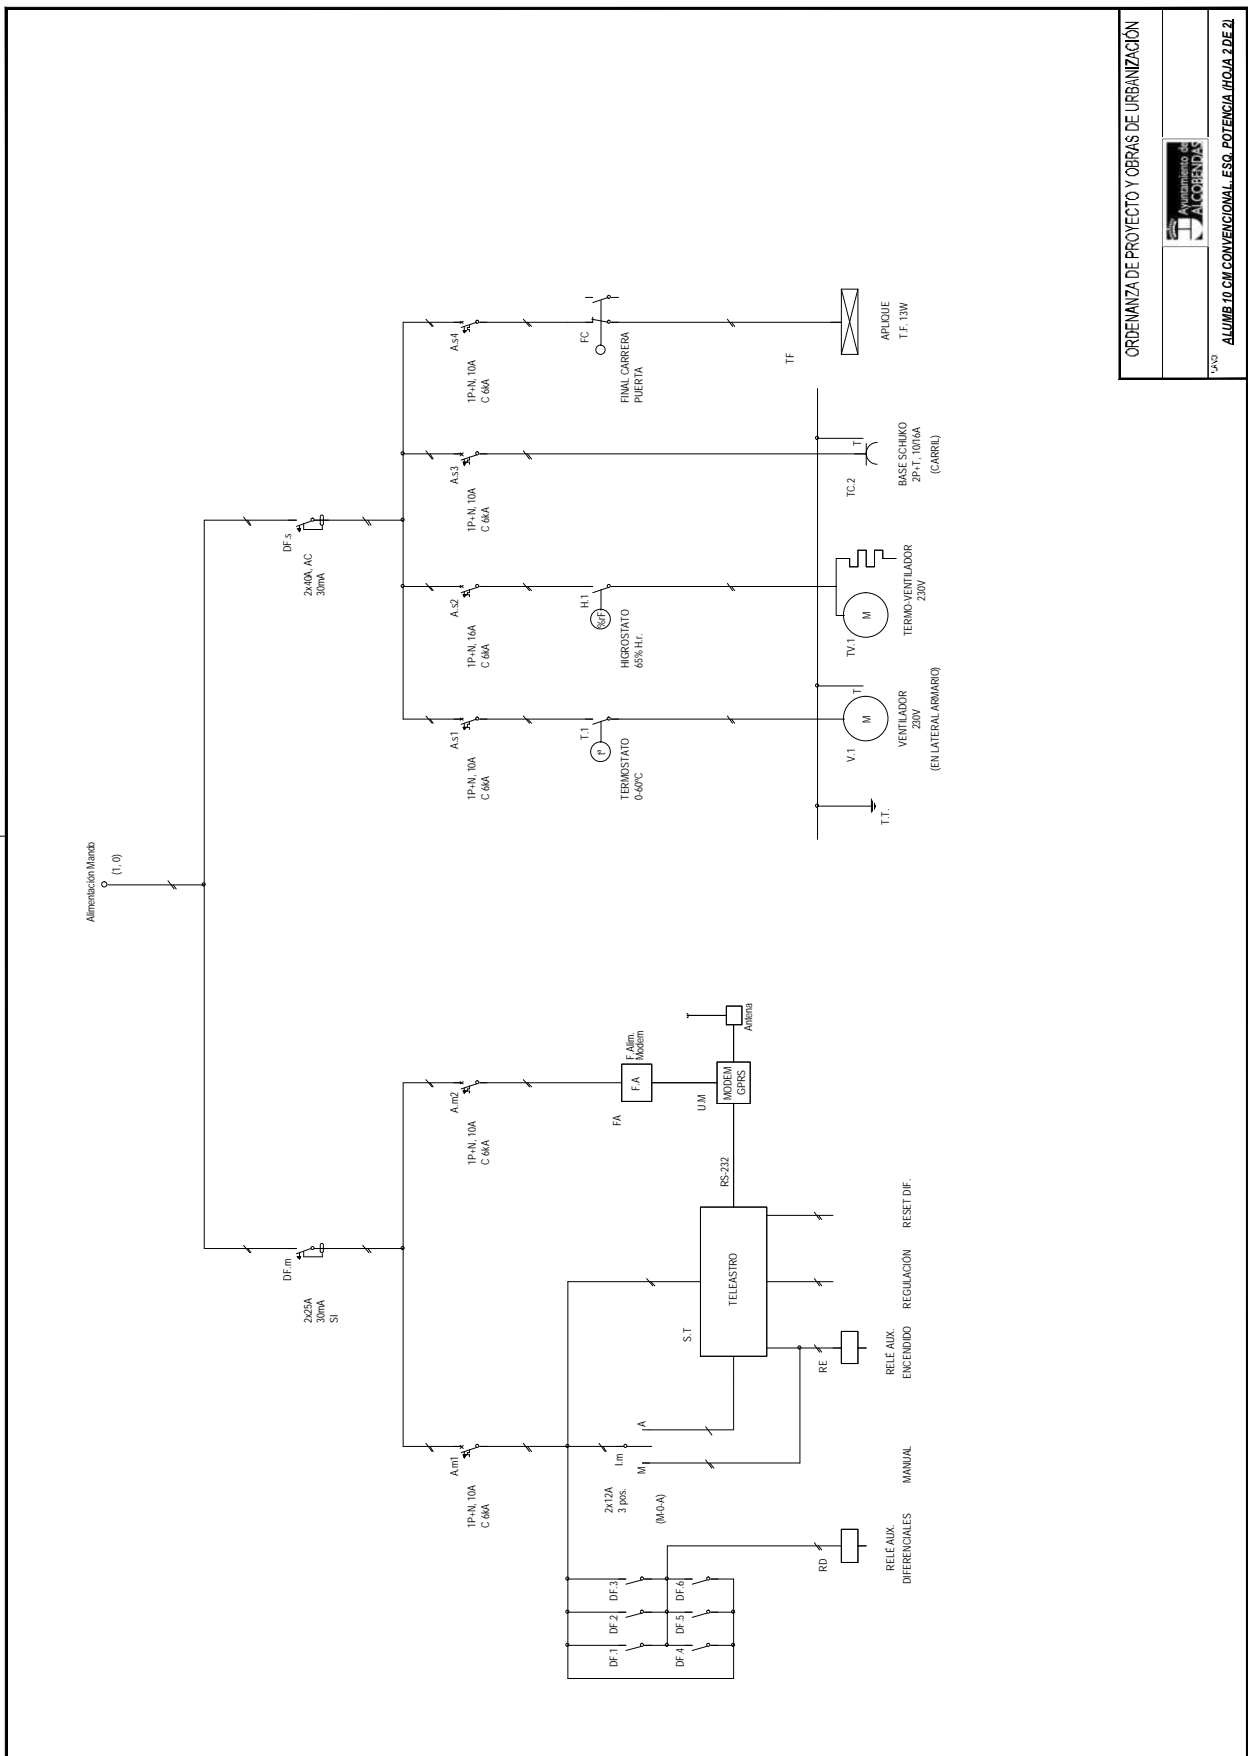 Alimentación Mando
(1, 0)
DF.m
2x25A
30mA
SI
DF.s
2x40A, AC
30mA
A.m1
1P+N, 10A
C 6kA
A.m2
1P+N, 10A
C 6kA
A.s1
1P+N, 10A
C 6kA
A.s2
1P+N, 16A
C 6kA
A.s3
1P+N, 10A
C 6kA
A.s4
1P+N, 10A
C 6kA
DF.1
DF.2
DF.3
DF.4
DF.5
DF.6
I.m
2x12A
3 pos.
(M-0-A)
M
A
FA
F.A
F.Alim.
Modem
U.M
MODEM
GPRS
Antena
RS-232
S.T
TELEASTRO
T.1
tª
TERMOSTATO
0-60ºC
H.1
%rF
HIGROSTATO
65% H.r.
FC
FINAL CARRERA
PUERTA
RD
RELÉ AUX.
DIFERENCIALES
MANUAL
RE
RELÉ AUX.
ENCENDIDO
REGULACIÓN
RESET DIF.
T.T.
V.1
M
T
VENTILADOR
230V
(EN LATERAL ARMARIO)
TV.1
M
TERMO-VENTILADOR
230V
TC.2
T
BASE SCHUKO
2P+T, 10/16A
(CARRIL)
TF
APLIQUE
T.F. 13W
ORDENANZA DE PROYECTO Y OBRAS DE URBANIZACIÓN
Ayuntamiento de
ALCOBENDAS
ALUMB 10 CM CONVENCIONAL. ESQ. POTENCIA (HOJA 2 DE 2)